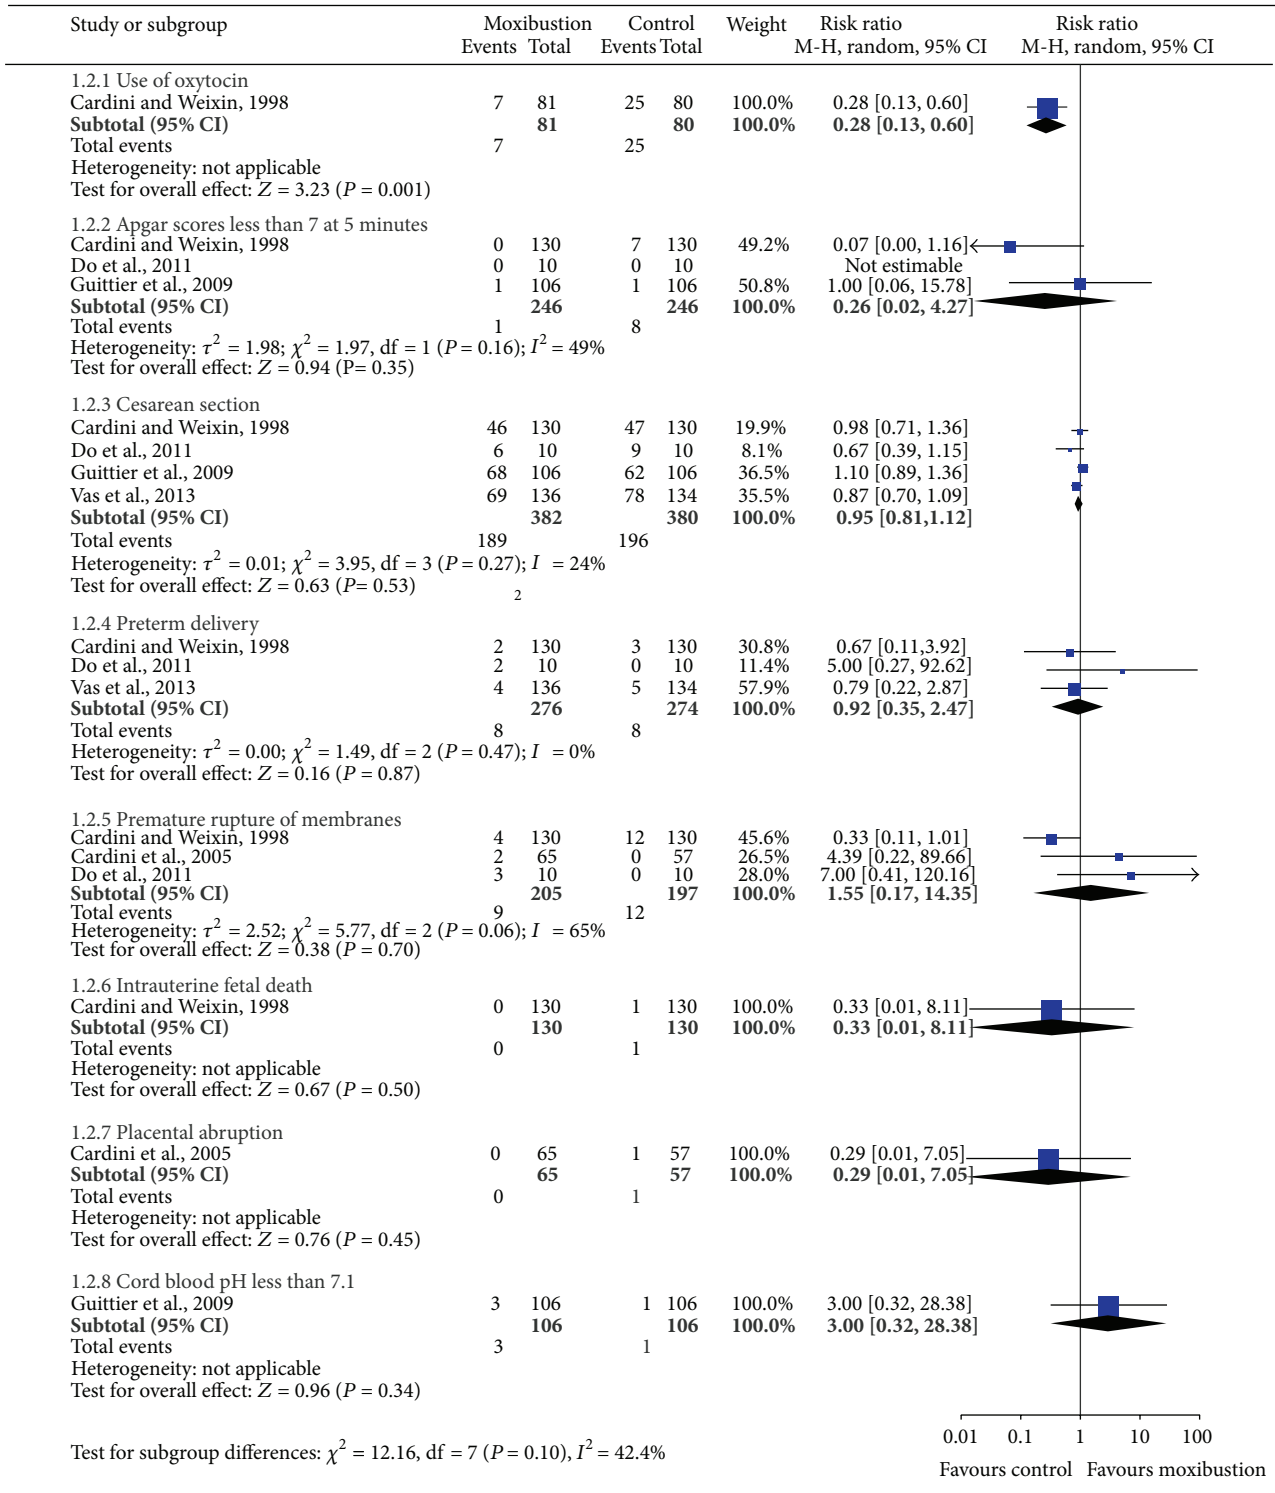 Study or subgroup Moxibustion Control Weight Risk ratio Risk ratio
Events Total Events Total M-H, random, 95% CI M-H, random, 95% CI
1.2.1 Use of oxytocin
Cardini and Weixin, 1998 7 81 25 80 100.0% 0.28 [0.13, 0.60]
Subtotal (95% CI) 81 80 100.0% 0.28 [0.13, 0.60]
Total events 7 25
Heterogeneity: not applicable
Test for overall effect: Z = 3.23 (P = 0.001)
1.2.2 Apgar scores less than 7 at 5 minutes
Cardini and Weixin, 1998 0 130 7 130 49.2% 0.07 [0.00, 1.16]
Do et al., 2011 0 10 0 10 Not estimable
Guittier et al., 2009 1 106 1 106 50.8% 1.00 [0.06, 15.78]
Subtotal (95% CI) 246 246 100.0% 0.26 [0.02, 4.27]
Total events 1 8
Heterogeneity: τ² = 1.98; χ² = 1.97, df = 1 (P = 0.16); I² = 49%
Test for overall effect: Z = 0.94 (P= 0.35)
1.2.3 Cesarean section
Cardini and Weixin, 1998 46 130 47 130 19.9% 0.98 [0.71, 1.36]
Do et al., 2011 6 10 9 10 8.1% 0.67 [0.39, 1.15]
Guittier et al., 2009 68 106 62 106 36.5% 1.10 [0.89, 1.36]
Vas et al., 2013 69 136 78 134 35.5% 0.87 [0.70, 1.09]
Subtotal (95% CI) 382 380 100.0% 0.95 [0.81,1.12]
Total events 189 196
Heterogeneity: τ² = 0.01; χ² = 3.95, df = 3 (P = 0.27); I = 24%
Test for overall effect: Z = 0.63 (P= 0.53)
2
1.2.4 Preterm delivery
Cardini and Weixin, 1998 2 130 3 130 30.8% 0.67 [0.11,3.92]
Do et al., 2011 2 10 0 10 11.4% 5.00 [0.27, 92.62]
Vas et al., 2013 4 136 5 134 57.9% 0.79 [0.22, 2.87]
Subtotal (95% CI) 276 274 100.0% 0.92 [0.35, 2.47]
Total events 8 8
Heterogeneity: τ² = 0.00; χ² = 1.49, df = 2 (P = 0.47); I = 0%
Test for overall effect: Z = 0.16 (P = 0.87)
1.2.5 Premature rupture of membranes
Cardini and Weixin, 1998 4 130 12 130 45.6% 0.33 [0.11, 1.01]
Cardini et al., 2005 2 65 0 57 26.5% 4.39 [0.22, 89.66]
Do et al., 2011 3 10 0 10 28.0% 7.00 [0.41, 120.16]
Subtotal (95% CI) 205 197 100.0% 1.55 [0.17, 14.35]
Total events 9 12
Heterogeneity: τ² = 2.52; χ² = 5.77, df = 2 (P = 0.06); I = 65%
Test for overall effect: Z = 0.38 (P = 0.70)
1.2.6 Intrauterine fetal death
Cardini and Weixin, 1998 0 130 1 130 100.0% 0.33 [0.01, 8.11]
Subtotal (95% CI) 130 130 100.0% 0.33 [0.01, 8.11]
Total events 0 1
Heterogeneity: not applicable
Test for overall effect: Z = 0.67 (P = 0.50)
1.2.7 Placental abruption
Cardini et al., 2005 0 65 1 57 100.0% 0.29 [0.01, 7.05]
Subtotal (95% CI) 65 57 100.0% 0.29 [0.01, 7.05]
Total events 0 1
Heterogeneity: not applicable
Test for overall effect: Z = 0.76 (P = 0.45)
1.2.8 Cord blood pH less than 7.1
Guittier et al., 2009 3 106 1 106 100.0% 3.00 [0.32, 28.38]
Subtotal (95% CI) 106 106 100.0% 3.00 [0.32, 28.38]
Total events 3 1
Heterogeneity: not applicable
Test for overall effect: Z = 0.96 (P = 0.34)
0.01 0.1 1 10 100
Test for subgroup differences: χ² = 12.16, df = 7 (P = 0.10), I² = 42.4%
Favours control Favours moxibustion